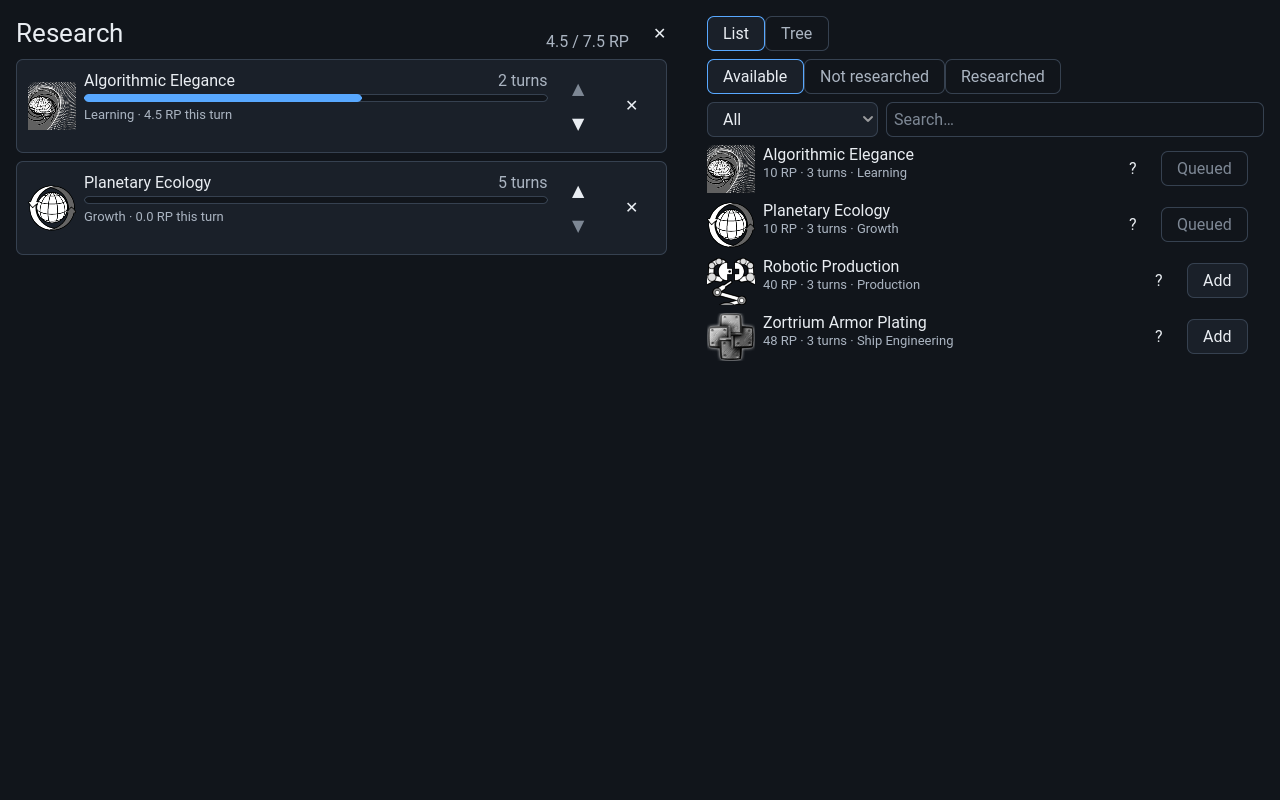 Research
4.5 / 7.5 RP
✕
Algorithmic Elegance
2 turns
Learning · 4.5 RP this turn
▲
▼
✕
Planetary Ecology
5 turns
Growth · 0.0 RP this turn
▲
▼
✕
List
Tree
Available
Not researched
Researched
All
Search…
Algorithmic Elegance
10 RP · 3 turns · Learning
?
Queued
Planetary Ecology
10 RP · 3 turns · Growth
?
Queued
Robotic Production
40 RP · 3 turns · Production
?
Add
Zortrium Armor Plating
48 RP · 3 turns · Ship Engineering
?
Add